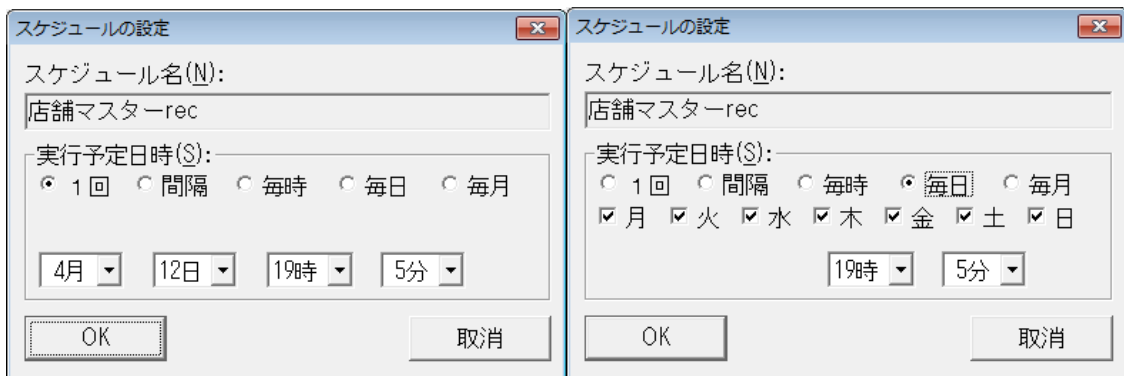 スケジュールの設定
スケジュール名(N):
店舗マスターrec
実行予定日時(S):
1回 間隔 毎時 毎日 毎月
4月 12日 19時 5分
OK 取消
スケジュールの設定
スケジュール名(N):
店舗マスターrec
実行予定日時(S):
1回 間隔 毎時 毎日 毎月
月 火 水 木 金 土 日
19時 5分
OK 取消